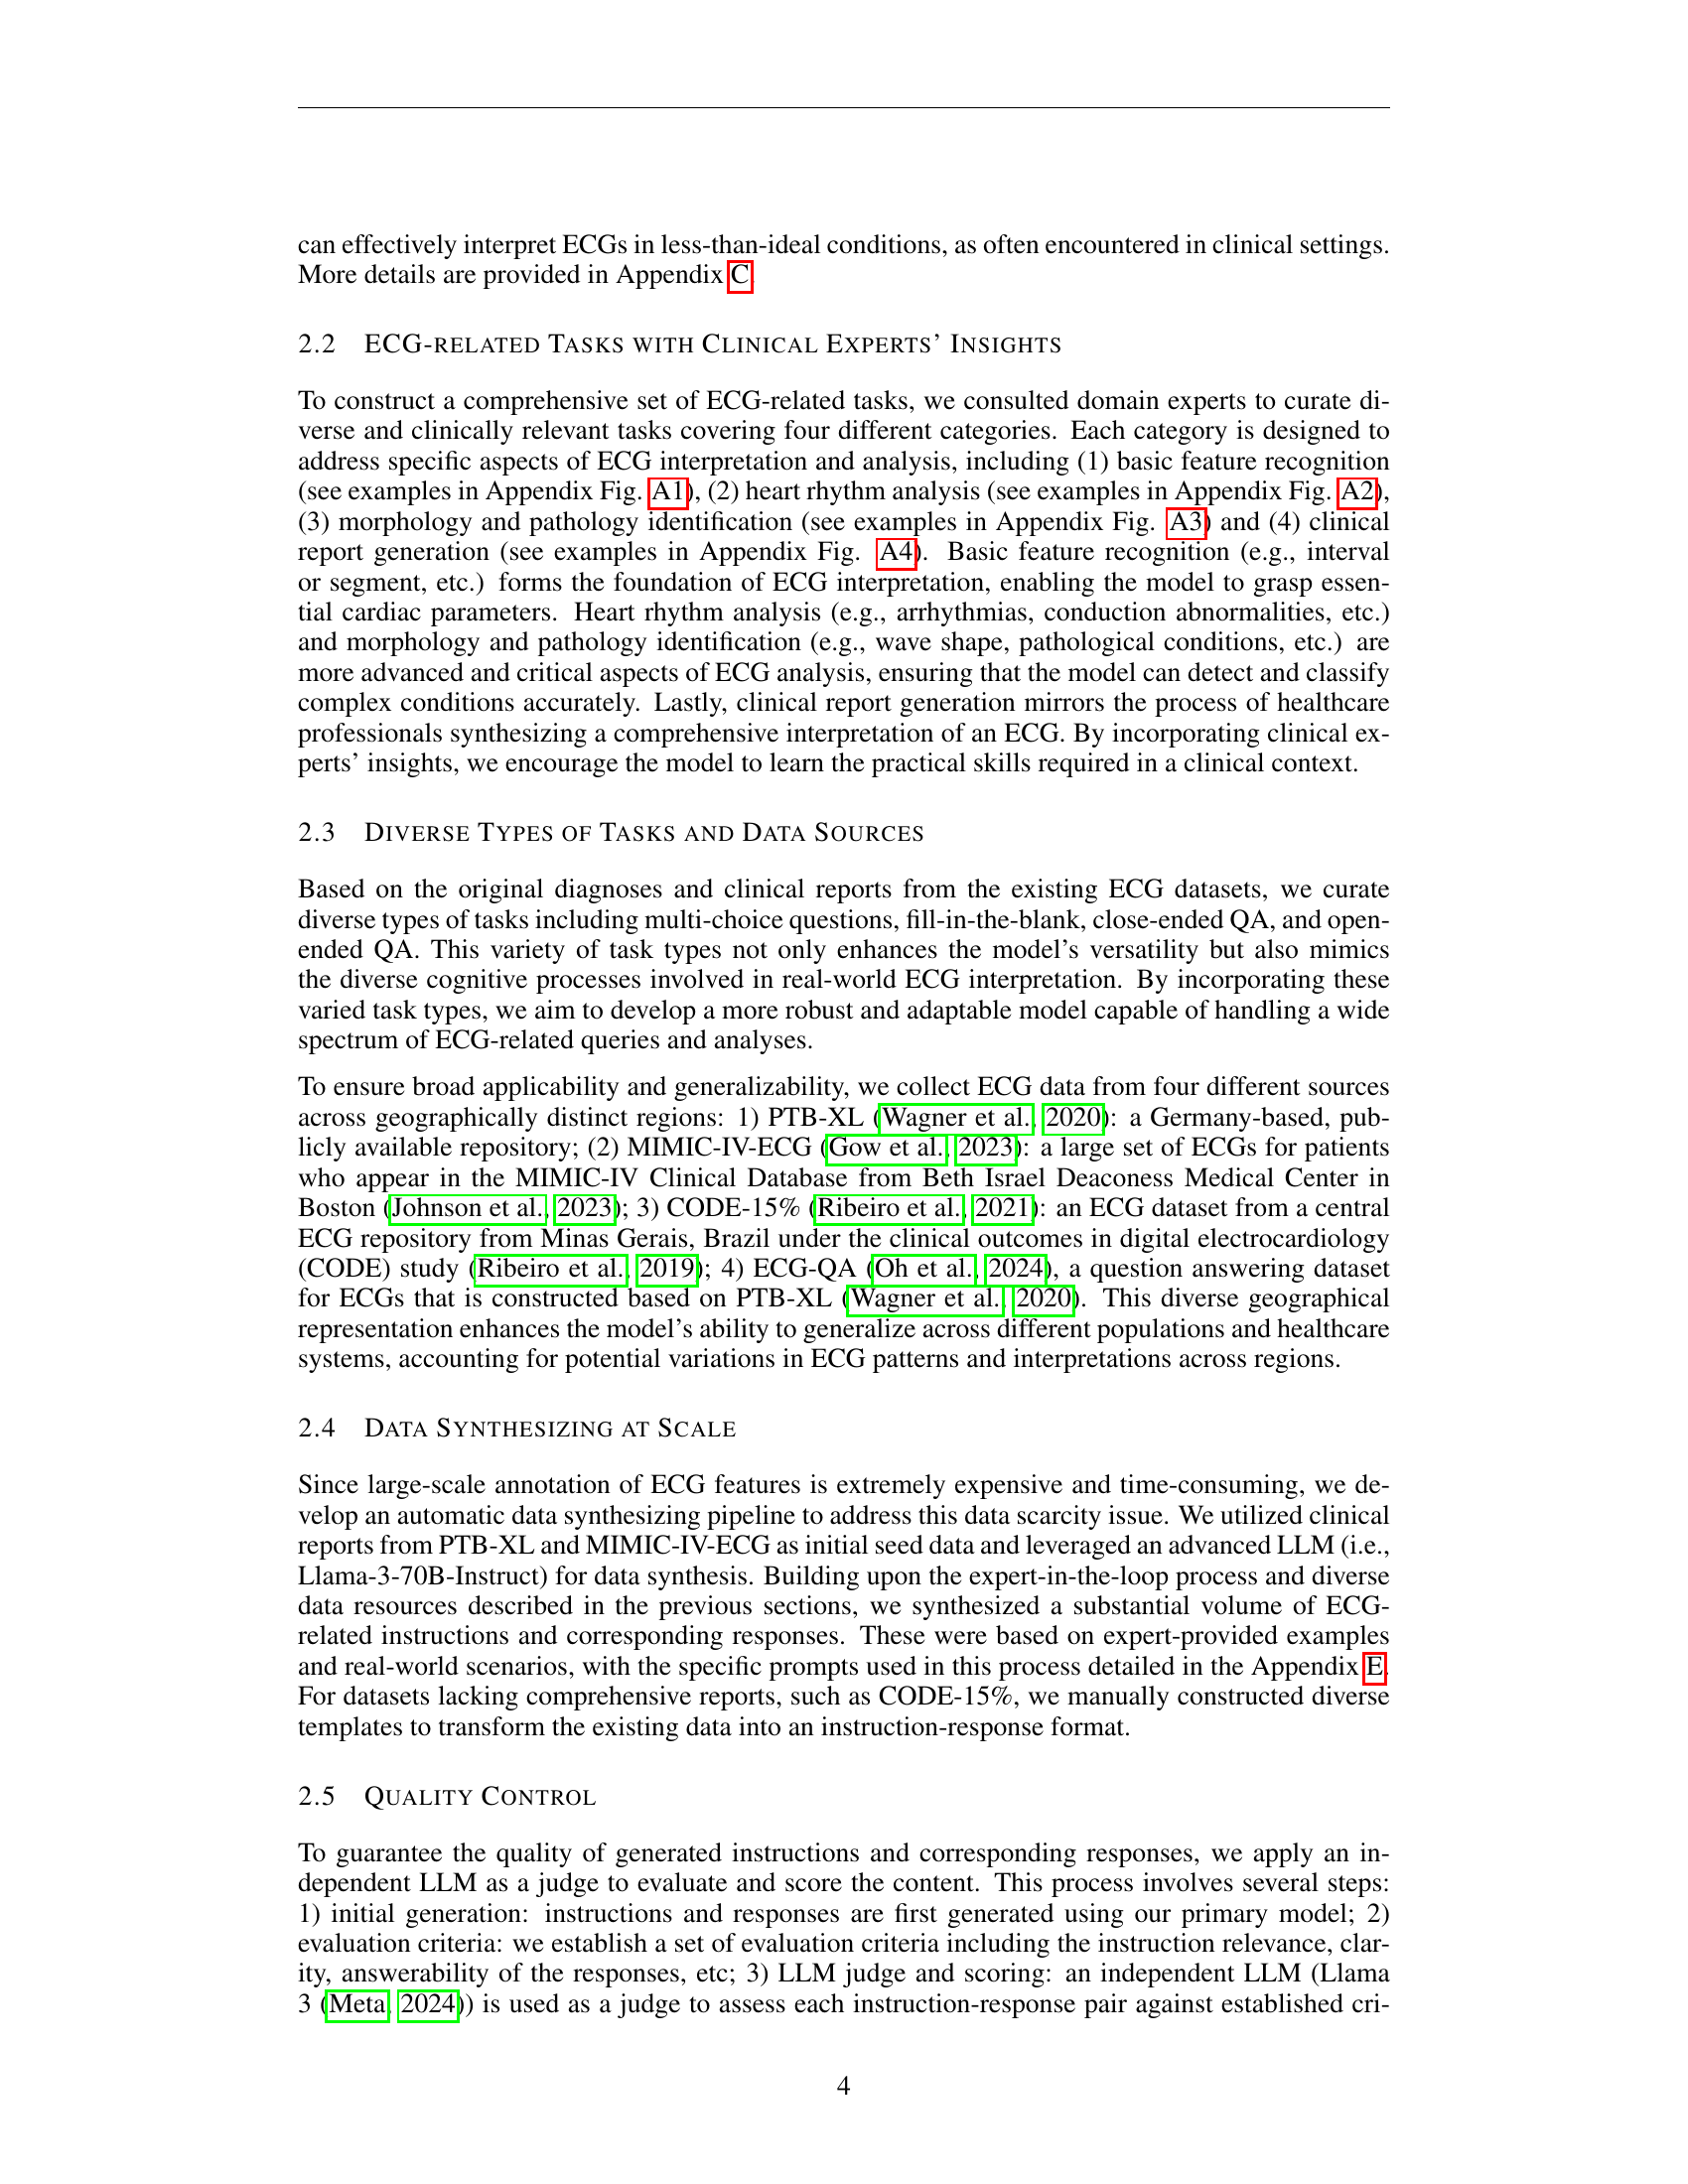 can effectively interpret ECGs in less-than-ideal conditions, as often encountered in clinical settings.
More details are provided in Appendix C.
2.2 ECG-RELATED TASKS WITH CLINICAL EXPERTS' INSIGHTS
To construct a comprehensive set of ECG-related tasks, we consulted domain experts to curate di-
verse and clinically relevant tasks covering four different categories. Each category is designed to
address specific aspects of ECG interpretation and analysis, including (1) basic feature recognition
(see examples in Appendix Fig. A1), (2) heart rhythm analysis (see examples in Appendix Fig. A2),
(3) morphology and pathology identification (see examples in Appendix Fig. A3) and (4) clinical
report generation (see examples in Appendix Fig. A4). Basic feature recognition (e.g., interval
or segment, etc.) forms the foundation of ECG interpretation, enabling the model to grasp essen-
tial cardiac parameters. Heart rhythm analysis (e.g., arrhythmias, conduction abnormalities, etc.)
and morphology and pathology identification (e.g., wave shape, pathological conditions, etc.) are
more advanced and critical aspects of ECG analysis, ensuring that the model can detect and classify
complex conditions accurately. Lastly, clinical report generation mirrors the process of healthcare
professionals synthesizing a comprehensive interpretation of an ECG. By incorporating clinical ex-
perts' insights, we encourage the model to learn the practical skills required in a clinical context.
2.3 DIVERSE TYPES OF TASKS AND DATA SOURCES
Based on the original diagnoses and clinical reports from the existing ECG datasets, we curate
diverse types of tasks including multi-choice questions, fill-in-the-blank, close-ended QA, and open-
ended QA. This variety of task types not only enhances the model's versatility but also mimics
the diverse cognitive processes involved in real-world ECG interpretation. By incorporating these
varied task types, we aim to develop a more robust and adaptable model capable of handling a wide
spectrum of ECG-related queries and analyses.
To ensure broad applicability and generalizability, we collect ECG data from four different sources
across geographically distinct regions: 1) PTB-XL (Wagner et al., 2020): a Germany-based, pub-
licly available repository; (2) MIMIC-IV-ECG (Gow et al., 2023): a large set of ECGs for patients
who appear in the MIMIC-IV Clinical Database from Beth Israel Deaconess Medical Center in
Boston (Johnson et al., 2023); 3) CODE-15% (Ribeiro et al., 2021): an ECG dataset from a central
ECG repository from Minas Gerais, Brazil under the clinical outcomes in digital electrocardiology
(CODE) study (Ribeiro et al., 2019); 4) ECG-QA (Oh et al., 2024), a question answering dataset
for ECGs that is constructed based on PTB-XL (Wagner et al., 2020). This diverse geographical
representation enhances the model's ability to generalize across different populations and healthcare
systems, accounting for potential variations in ECG patterns and interpretations across regions.
2.4 DATA SYNTHESIZING AT SCALE
Since large-scale annotation of ECG features is extremely expensive and time-consuming, we de-
velop an automatic data synthesizing pipeline to address this data scarcity issue. We utilized clinical
reports from PTB-XL and MIMIC-IV-ECG as initial seed data and leveraged an advanced LLM (i.e.,
Llama-3-70B-Instruct) for data synthesis. Building upon the expert-in-the-loop process and diverse
data resources described in the previous sections, we synthesized a substantial volume of ECG-
related instructions and corresponding responses. These were based on expert-provided examples
and real-world scenarios, with the specific prompts used in this process detailed in the Appendix E.
For datasets lacking comprehensive reports, such as CODE-15%, we manually constructed diverse
templates to transform the existing data into an instruction-response format.
2.5 QUALITY CONTROL
To guarantee the quality of generated instructions and corresponding responses, we apply an in-
dependent LLM as a judge to evaluate and score the content. This process involves several steps:
1) initial generation: instructions and responses are first generated using our primary model; 2)
evaluation criteria: we establish a set of evaluation criteria including the instruction relevance, clar-
ity, answerability of the responses, etc; 3) LLM judge and scoring: an independent LLM (Llama
3 (Meta, 2024)) is used as a judge to assess each instruction-response pair against established cri-
4